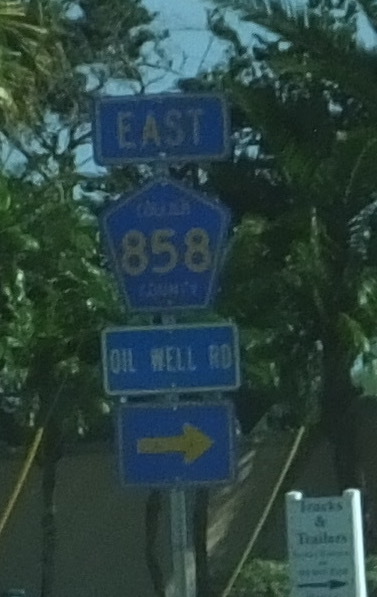 EAST
COLLIER
858
COUNTY
OIL WELL RD
Trucks
&
Trailers